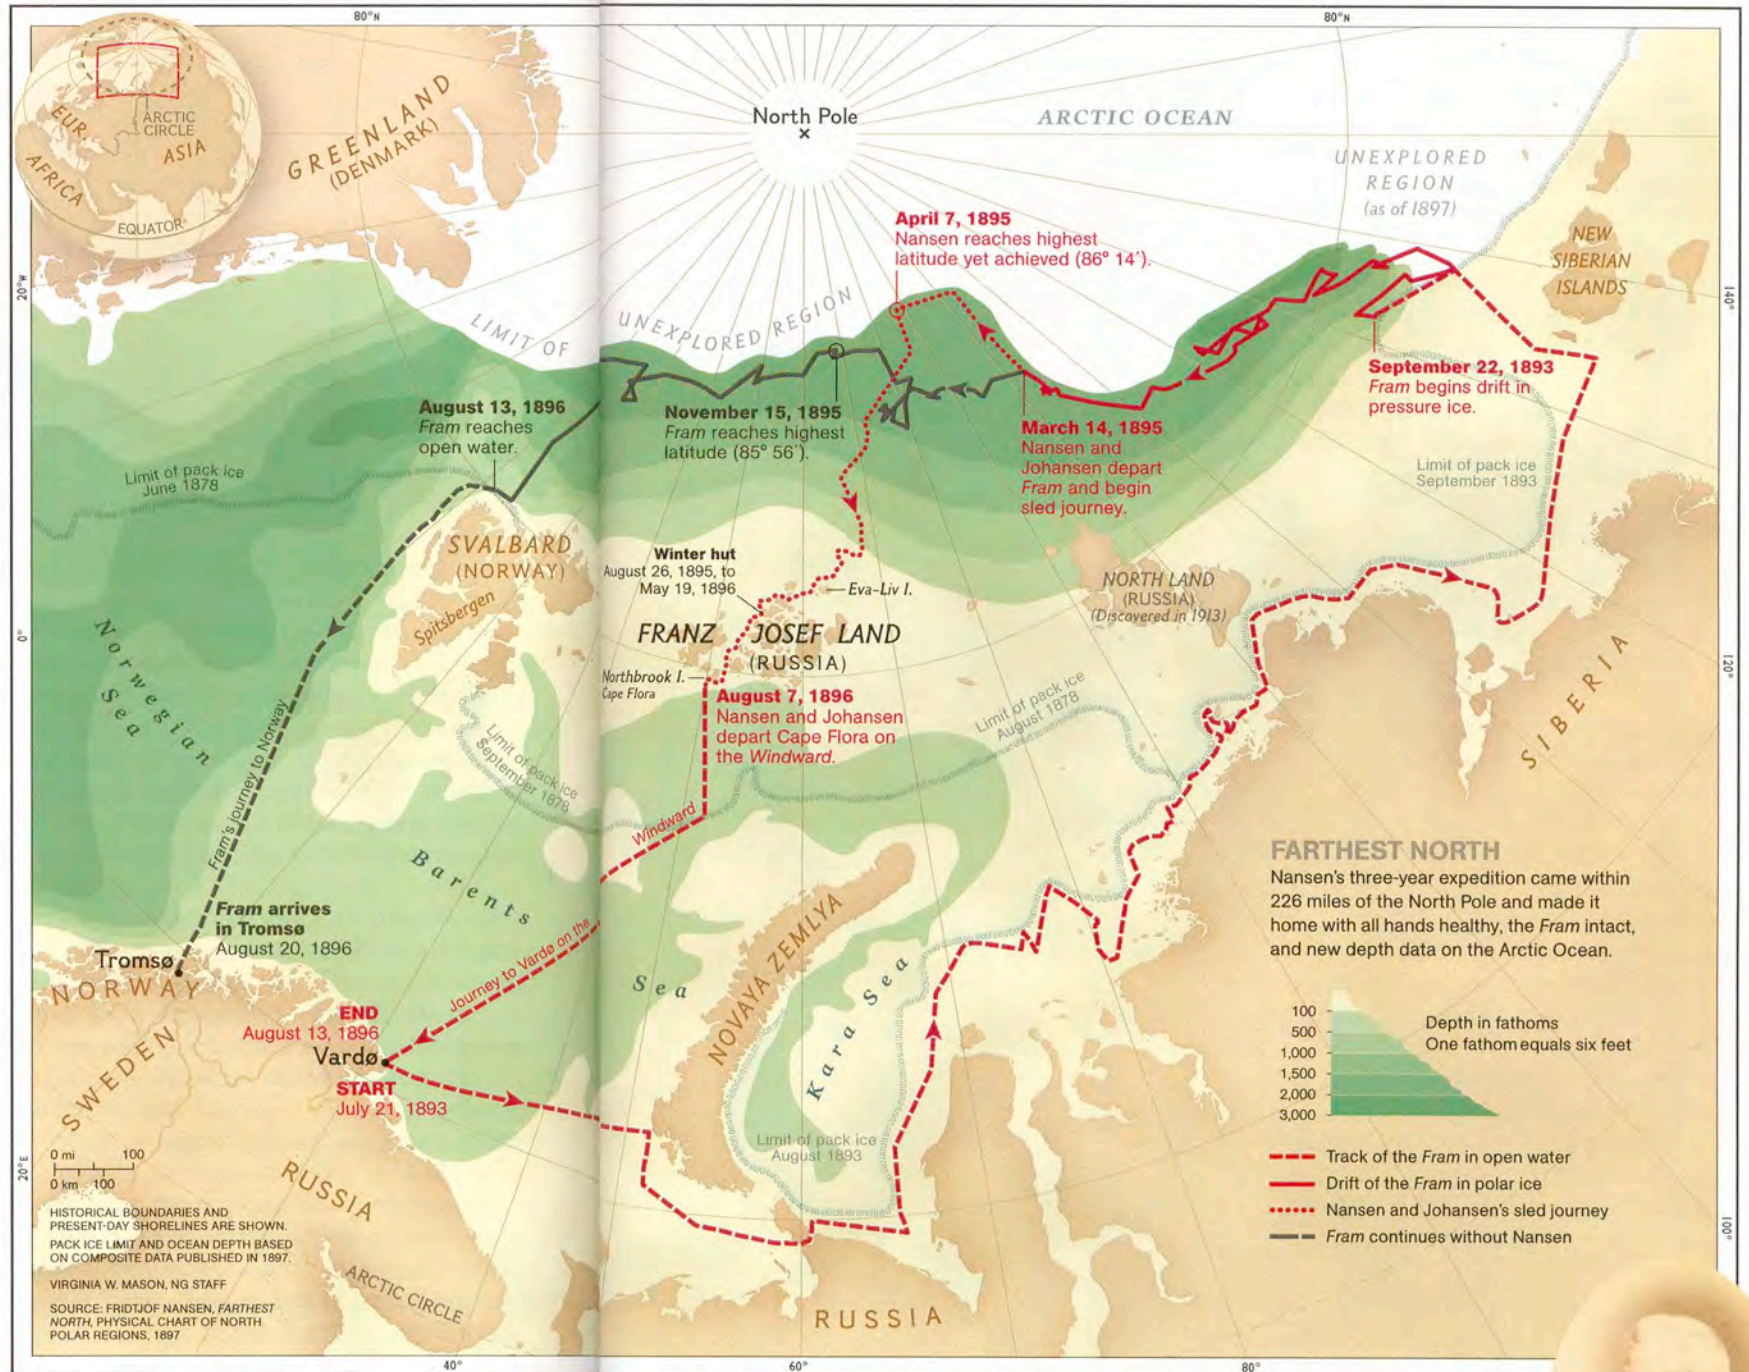 80°N
80°N
EUR.
ARCTIC
CIRCLE
ASIA
AFRICA
EQUATOR
GREENLAND
(DENMARK)
North Pole
×
ARCTIC OCEAN
UNEXPLORED
REGION
(as of 1897)
NEW
SIBERIAN
ISLANDS
20°W
140°
April 7, 1895
Nansen reaches highest
latitude yet achieved (86° 14').
LIMIT OF
UNEXPLORED REGION
September 22, 1893
Fram begins drift in
pressure ice.
August 13, 1896
Fram reaches
open water.
November 15, 1895
Fram reaches highest
latitude (85° 56').
March 14, 1895
Nansen and
Johansen depart
Fram and begin
sled journey.
Limit of pack ice
June 1878
Limit of pack ice
September 1893
SVALBARD
(NORWAY)
Spitsbergen
Winter hut
August 26, 1895, to
May 19, 1896
Eva-Liv I.
NORTH LAND
(RUSSIA)
(Discovered in 1913)
FRANZ JOSEF LAND
(RUSSIA)
0°
120°
Norwegian
Sea
Northbrook I.
Cape Flora
August 7, 1896
Nansen and Johansen
depart Cape Flora on
the Windward.
Limit of pack ice
August 1878
Limit of pack ice
September 1878
SIBERIA
Fram's journey to Norway
Windward
Journey to Vardø on the
Barents
Sea
NOVAYA ZEMLYA
Kara Sea
FARTHEST NORTH
Nansen's three-year expedition came within
226 miles of the North Pole and made it
home with all hands healthy, the Fram intact,
and new depth data on the Arctic Ocean.
Fram arrives
in Tromsø
August 20, 1896
Tromsø
NORWAY
SWEDEN
END
August 13, 1896
Vardø
START
July 21, 1893
100
500
1,000
1,500
2,000
3,000
Depth in fathoms
One fathom equals six feet
Limit of pack ice
August 1893
Track of the Fram in open water
Drift of the Fram in polar ice
Nansen and Johansen's sled journey
Fram continues without Nansen
20°E
100°
0 mi 100
0 km 100
RUSSIA
HISTORICAL BOUNDARIES AND
PRESENT-DAY SHORELINES ARE SHOWN.
PACK ICE LIMIT AND OCEAN DEPTH BASED
ON COMPOSITE DATA PUBLISHED IN 1897.
VIRGINIA W. MASON, NG STAFF
SOURCE: FRIDTJOF NANSEN, FARTHEST
NORTH, PHYSICAL CHART OF NORTH
POLAR REGIONS, 1897
ARCTIC CIRCLE
RUSSIA
40°
60°
80°